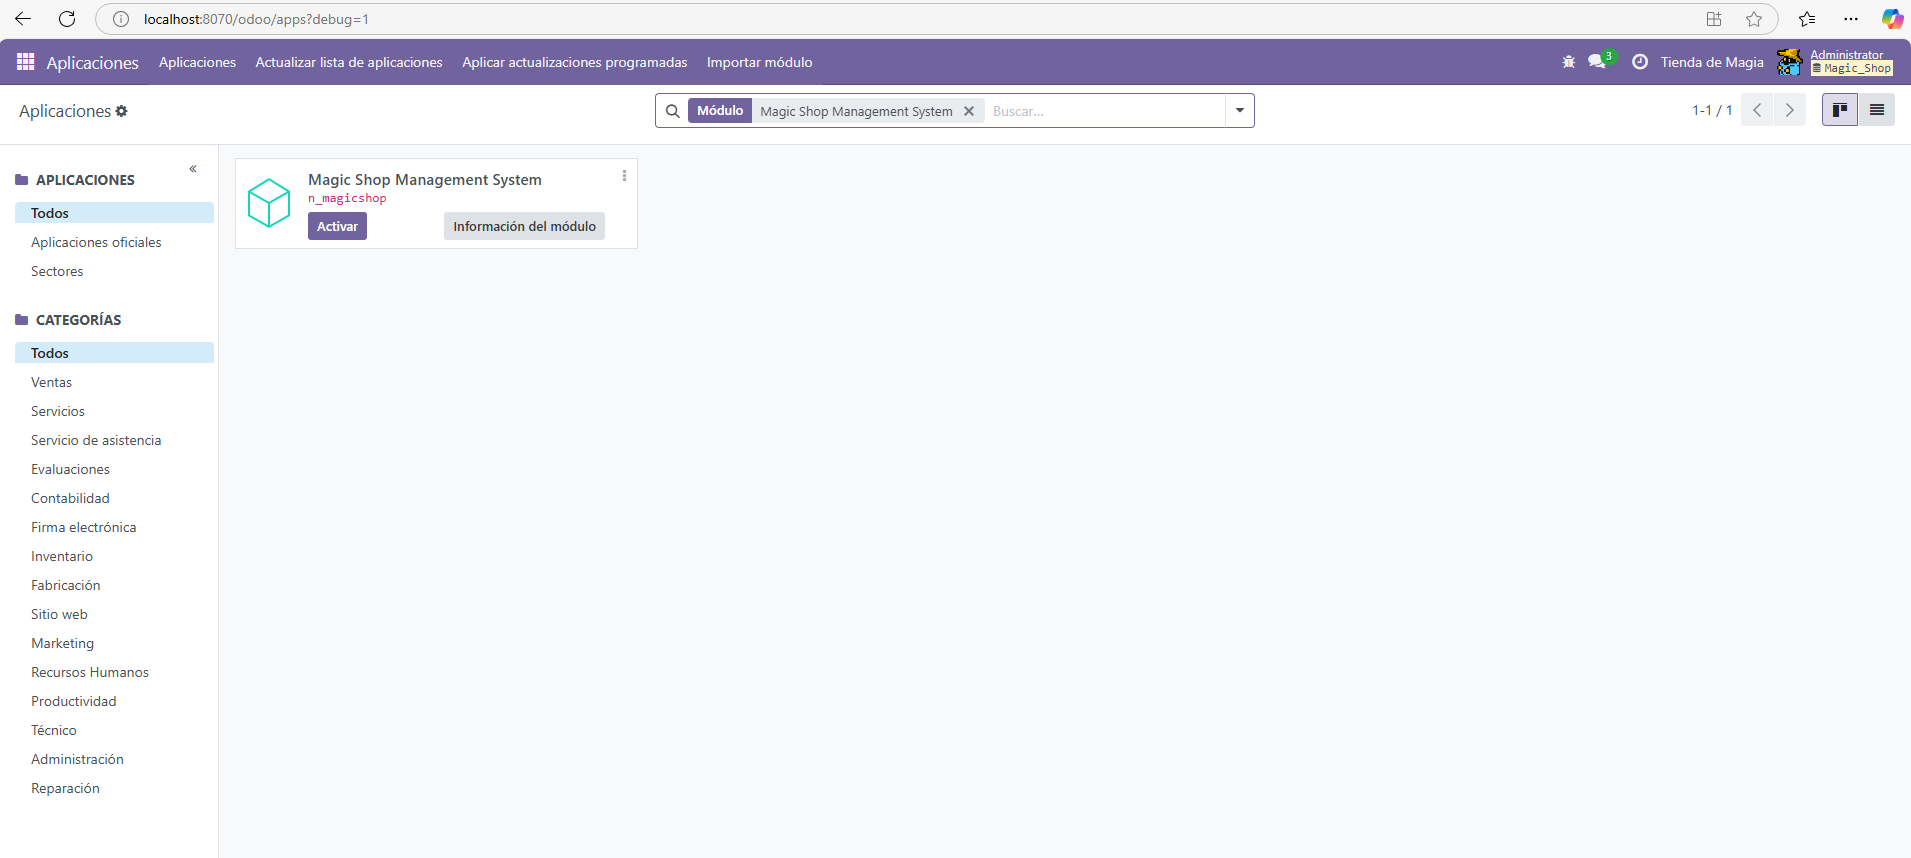 localhost:8070/odoo/apps?debug=1
Aplicaciones Aplicaciones Actualizar lista de aplicaciones Aplicar actualizaciones programadas Importar módulo 3 Tienda de Magia Administrator
Magic_Shop
Aplicaciones Módulo Magic Shop Management System Buscar... 1-1 / 1
APLICACIONES
Todos
Aplicaciones oficiales
Sectores
CATEGORÍAS
Todos
Ventas
Servicios
Servicio de asistencia
Evaluaciones
Contabilidad
Firma electrónica
Inventario
Fabricación
Sitio web
Marketing
Recursos Humanos
Productividad
Técnico
Administración
Reparación
Magic Shop Management System
n_magicshop
Activar Información del módulo